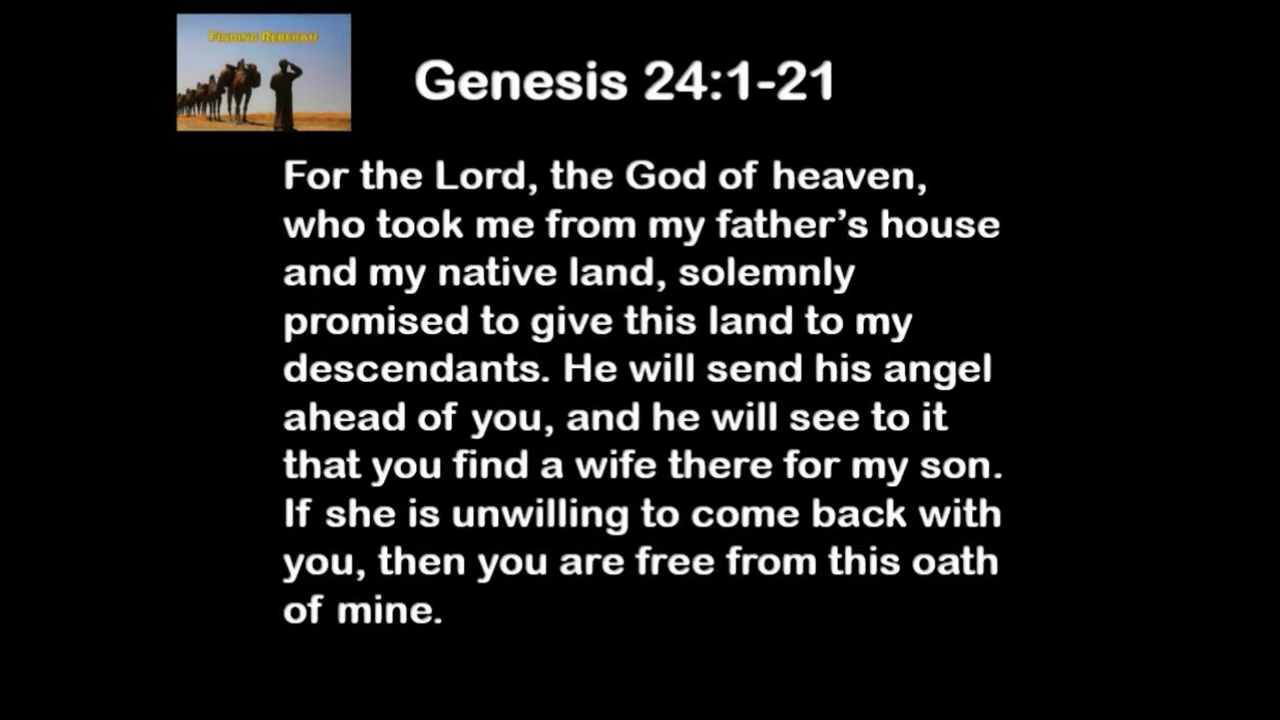 FINDING REBEKAH
Genesis 24:1-21
For the Lord, the God of heaven,
who took me from my father’s house
and my native land, solemnly
promised to give this land to my
descendants. He will send his angel
ahead of you, and he will see to it
that you find a wife there for my son.
If she is unwilling to come back with
you, then you are free from this oath
of mine.